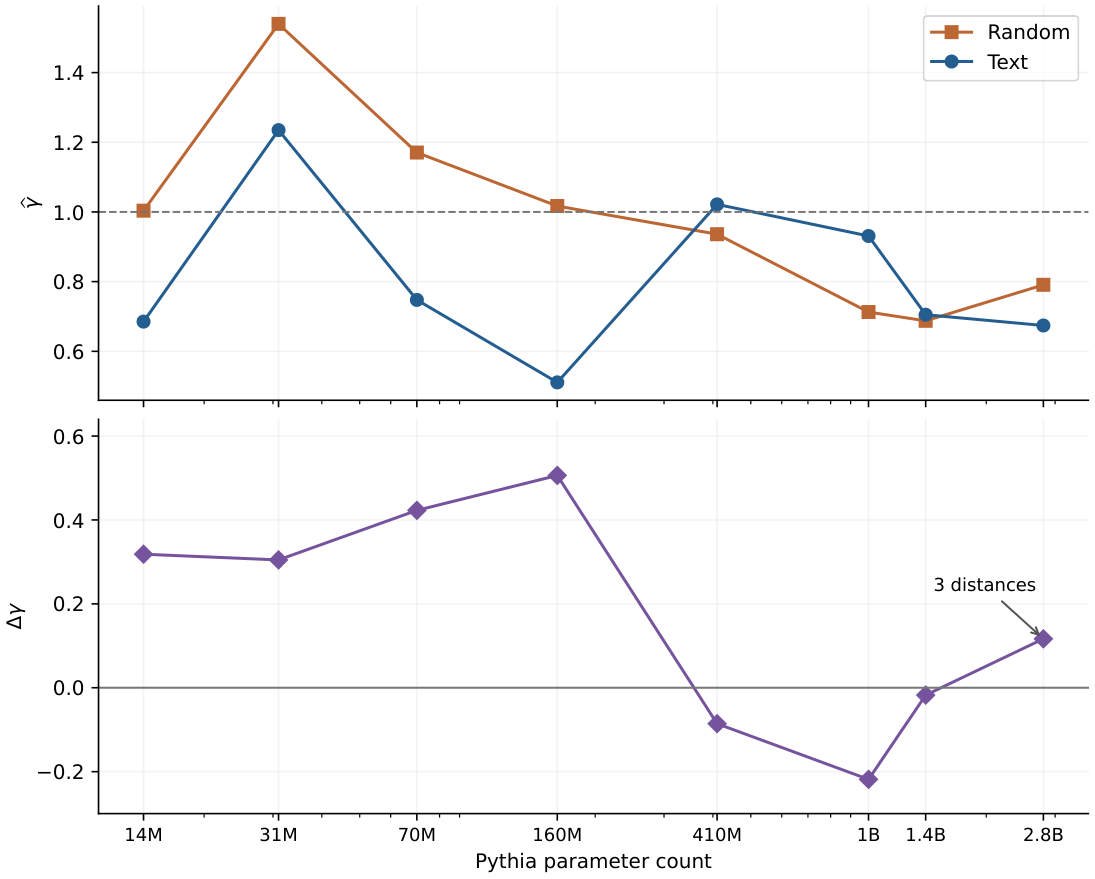 1.4
1.2
1.0
0.8
0.6
γ̂
Random
Text
0.6
0.4
0.2
0.0
−0.2
Δγ
3 distances
14M 31M 70M 160M 410M 1B 1.4B 2.8B
Pythia parameter count